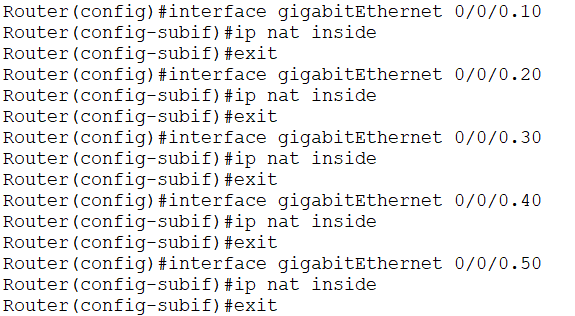 Router(config)#interface gigabitEthernet 0/0/0.10
Router(config-subif)#ip nat inside
Router(config-subif)#exit
Router(config)#interface gigabitEthernet 0/0/0.20
Router(config-subif)#ip nat inside
Router(config-subif)#exit
Router(config)#interface gigabitEthernet 0/0/0.30
Router(config-subif)#ip nat inside
Router(config-subif)#exit
Router(config)#interface gigabitEthernet 0/0/0.40
Router(config-subif)#ip nat inside
Router(config-subif)#exit
Router(config)#interface gigabitEthernet 0/0/0.50
Router(config-subif)#ip nat inside
Router(config-subif)#exit